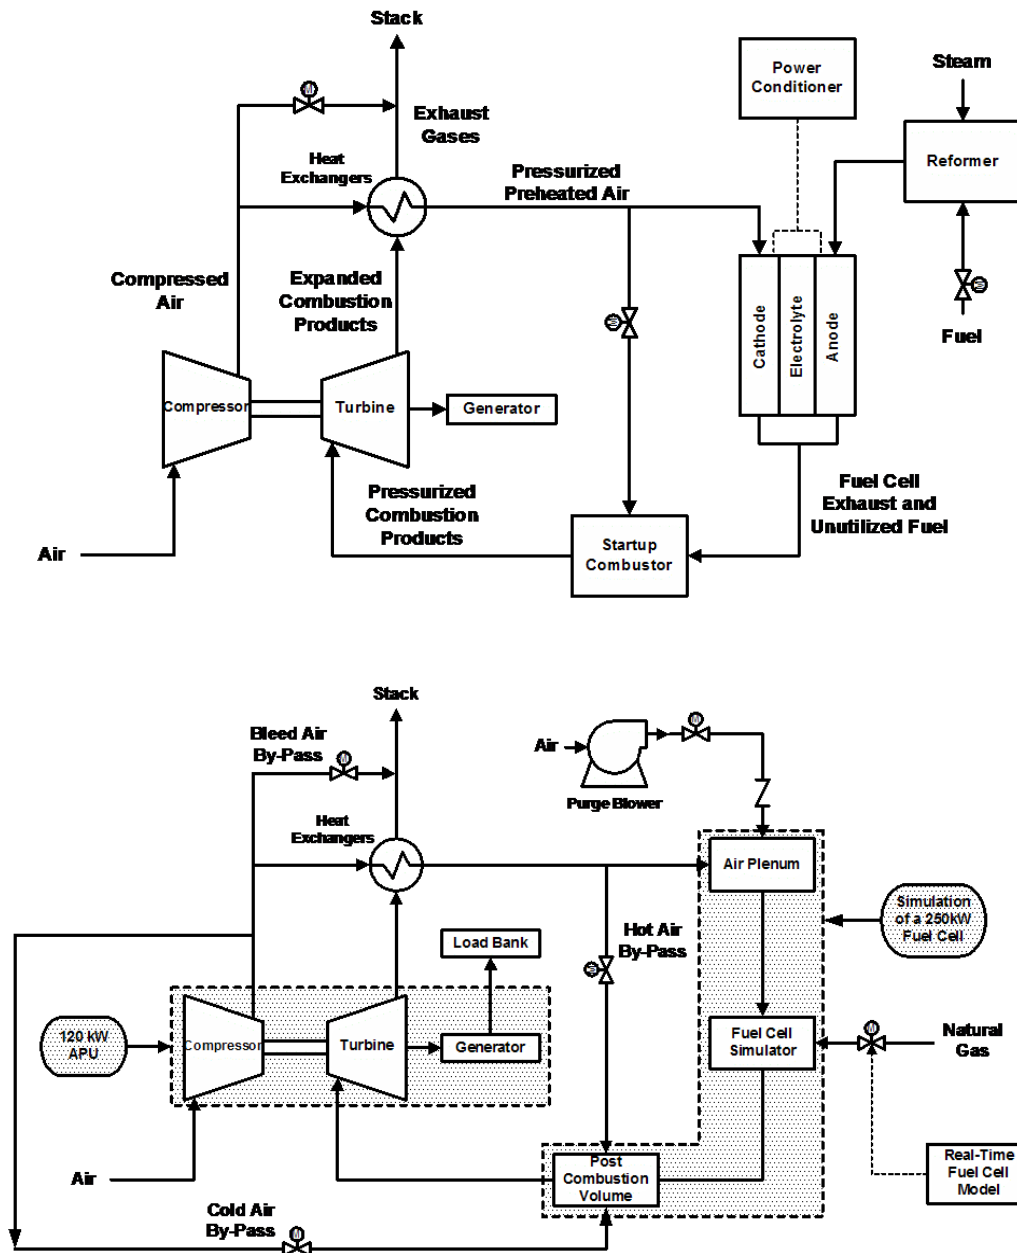 Stack
Power
Conditioner
Steam
M
Exhaust
Gases
Heat
Exchangers
Pressurized
Preheated Air
Reformer
Compressed
Air
Expanded
Combustion
Products
M
M
Cathode
Electrolyte
Anode
Fuel
Compressor
Turbine
Generator
Pressurized
Combustion
Products
Fuel Cell
Exhaust and
Unutilized Fuel
Air
Startup
Combustor
Stack
Bleed Air
By-Pass
M
Air
M
Purge Blower
Heat
Exchangers
Air Plenum
Simulation
of a 250kW
Fuel Cell
Load Bank
Hot Air
By-Pass
M
120 kW
APU
Compressor
Turbine
Generator
Fuel Cell
Simulator
M
Natural
Gas
Air
Post
Combustion
Volume
Real-Time
Fuel Cell
Model
Cold Air
By-Pass
M